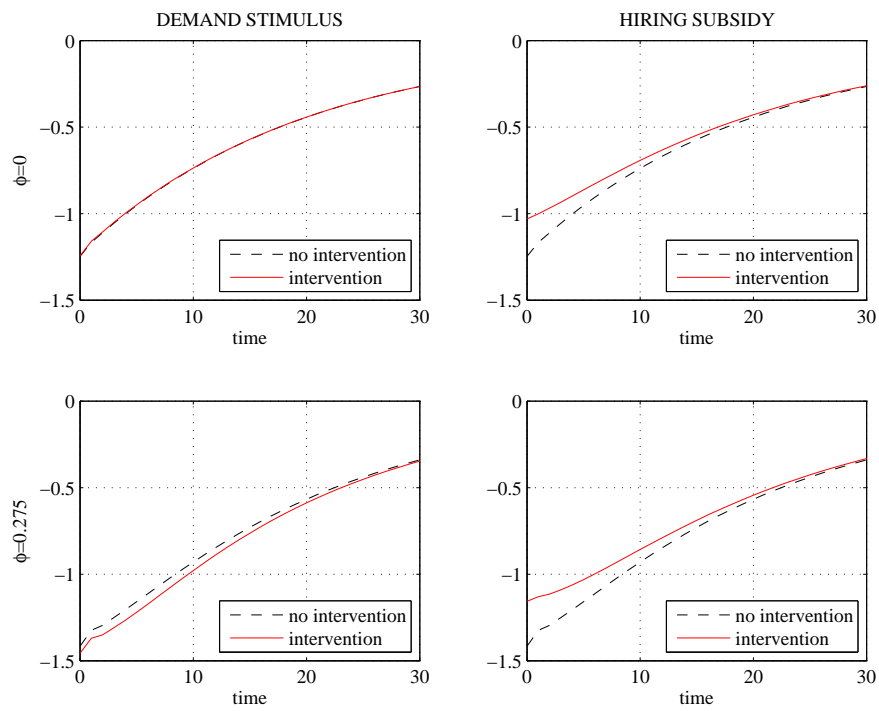 DEMAND STIMULUS
0
−0.5
−1
−1.5
0 10 20 30
time
ϕ=0
no intervention
intervention
HIRING SUBSIDY
0
−0.5
−1
−1.5
0 10 20 30
time
no intervention
intervention
0
−0.5
−1
−1.5
0 10 20 30
time
ϕ=0.275
no intervention
intervention
0
−0.5
−1
−1.5
0 10 20 30
time
no intervention
intervention